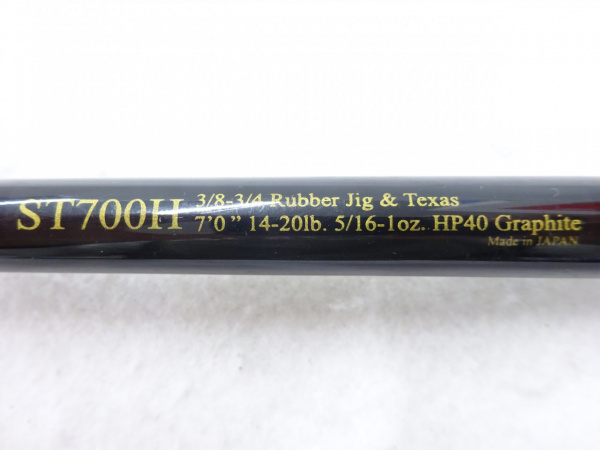 ST700H
3/8-3/4 Rubber Jig & Texas
7'0" 14-20lb. 5/16-1oz. HP40 Graphite
Made in JAPAN